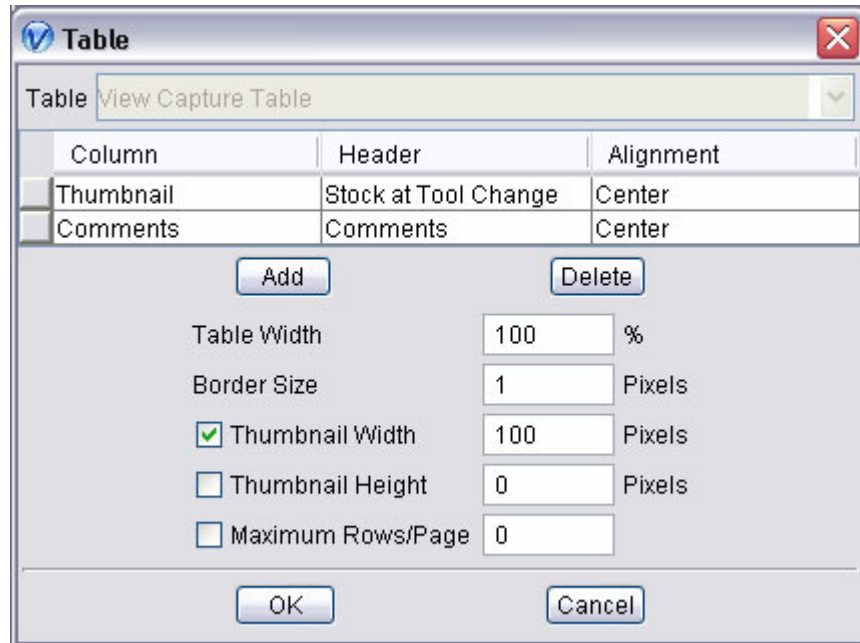 Table
Table View Capture Table
Column Header Alignment
Thumbnail Stock at Tool Change Center
Comments Comments Center
Add Delete
Table Width 100 %
Border Size 1 Pixels
Thumbnail Width 100 Pixels
Thumbnail Height 0 Pixels
Maximum Rows/Page 0
OK Cancel